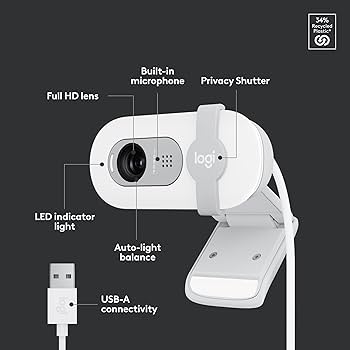 34%
Recycled
Plastic*
Built-in
microphone
Full HD lens
Privacy Shutter
logi
LED indicator
light
Auto-light
balance
USB-A
connectivity
logi